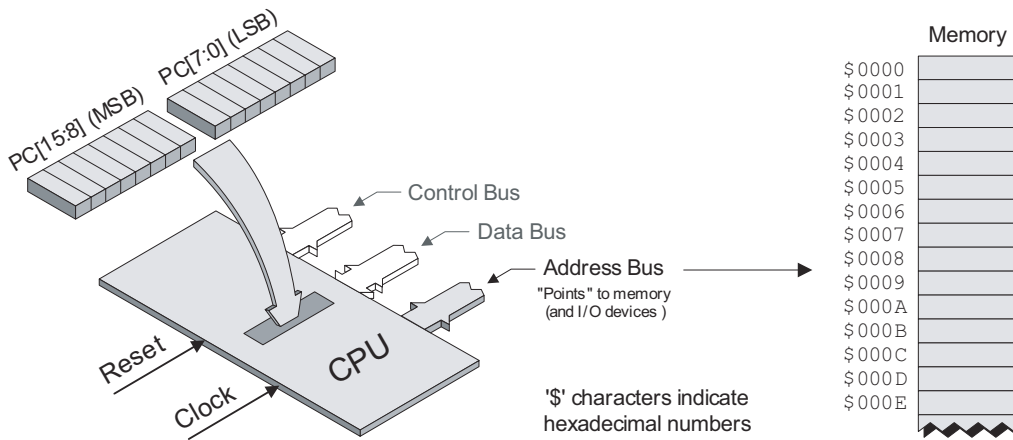 PC[7:0] (LSB)
PC[15:8] (MSB)
Control Bus
Data Bus
Address Bus
"Points" to memory
(and I/O devices )
CPU
Reset
Clock
'$' characters indicate
hexadecimal numbers
Memory
$0000
$0001
$0002
$0003
$0004
$0005
$0006
$0007
$0008
$0009
$000A
$000B
$000C
$000D
$000E